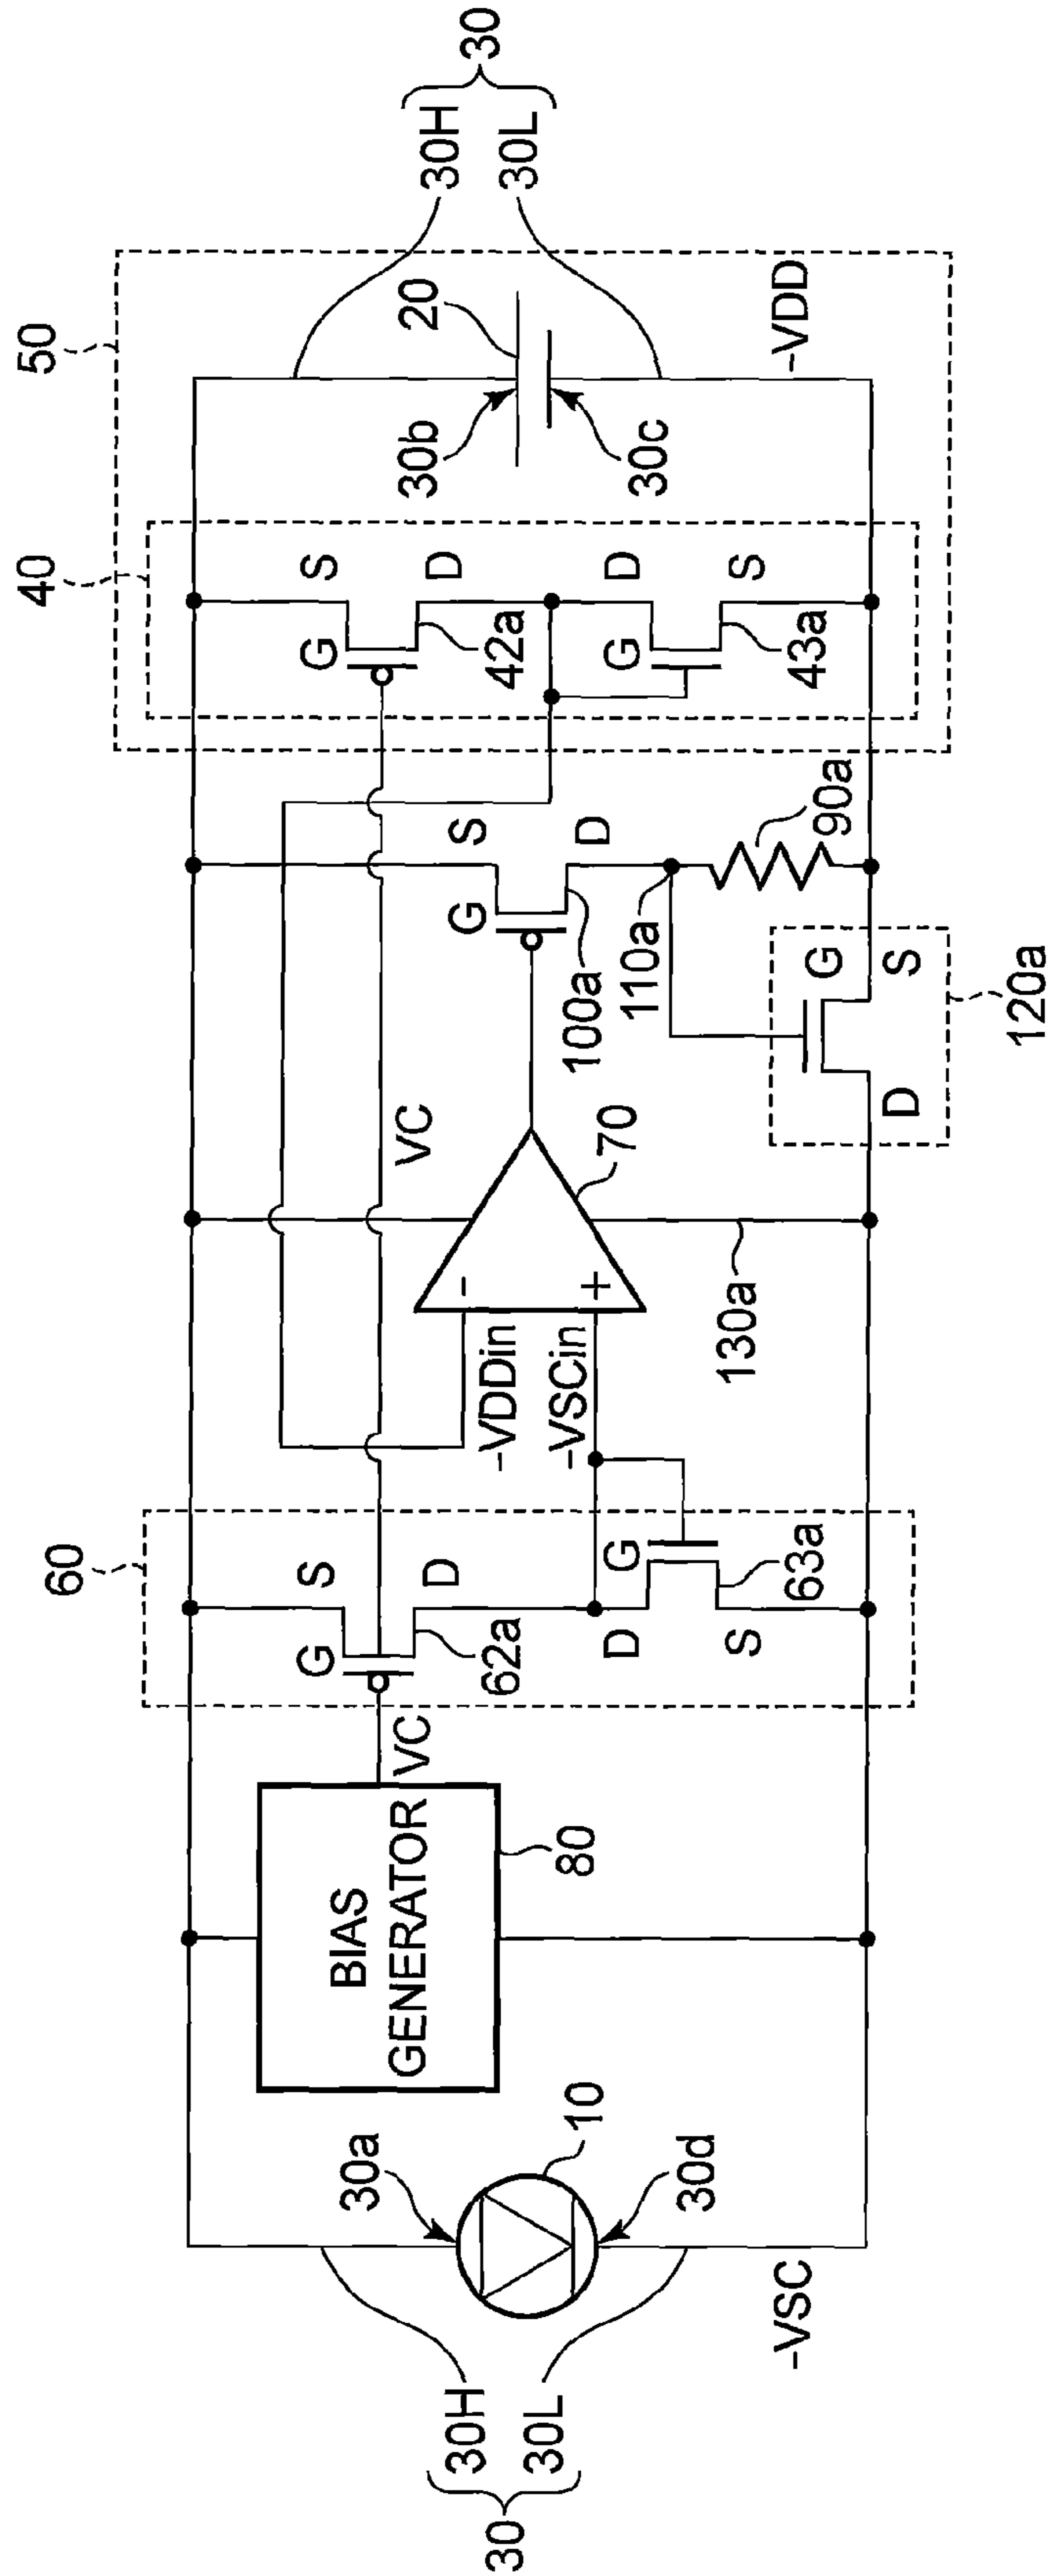 50
40
60
30
30H
30L
30b
20
30c
-VDD
S
G
D
42a
D
G
S
43a
S
G
D
100a
110a
90a
G
S
D
120a
VC
70
-
+
-VDDin
-VSCin
130a
S
G
D
62a
D
G
S
63a
VC
BIAS
GENERATOR
80
30a
10
30d
30
30H
30L
-VSC